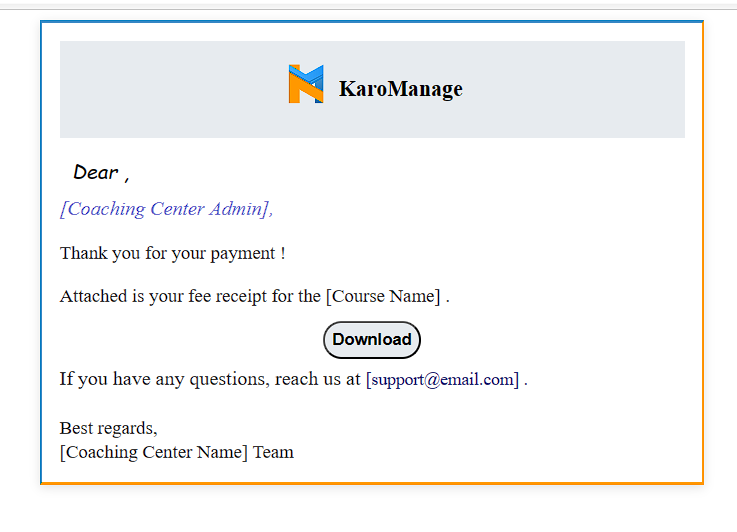 KaroManage
Dear ,
[Coaching Center Admin],
Thank you for your payment !
Attached is your fee receipt for the [Course Name] .
Download
If you have any questions, reach us at [support@email.com] .
Best regards,
[Coaching Center Name] Team